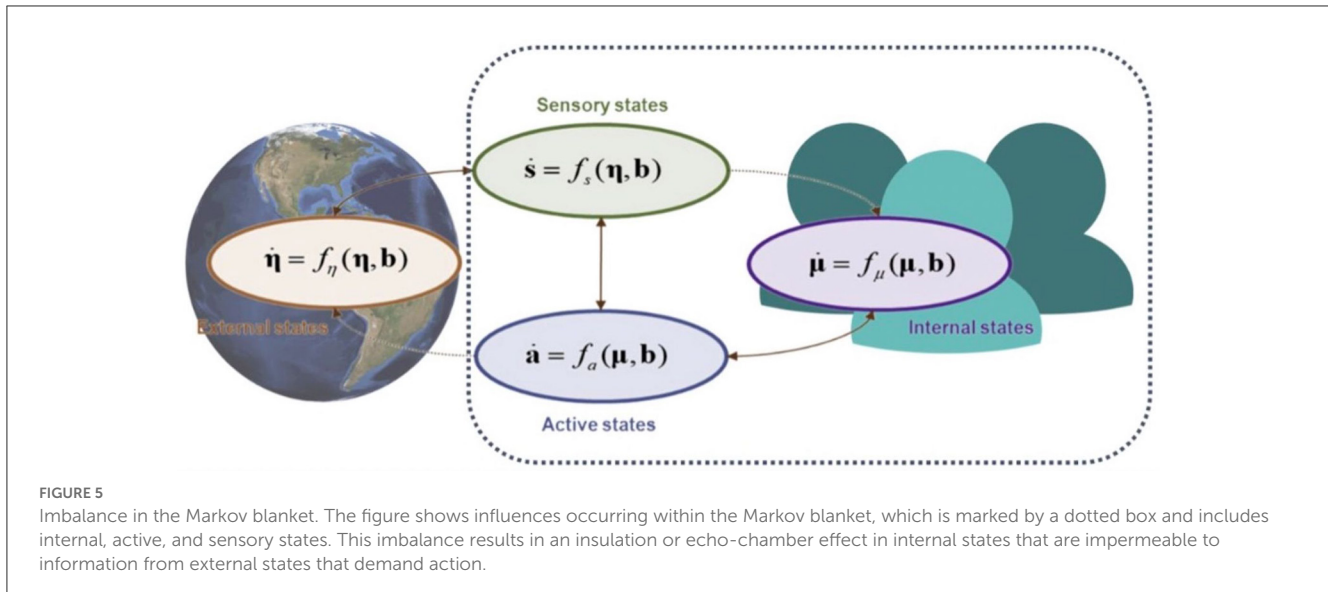 Sensory states
ṡ = f_s(η, b)
η̇ = f_η(η, b)
μ̇ = f_μ(μ, b)
External states
Internal states
ȧ = f_a(μ, b)
Active states
FIGURE 5
Imbalance in the Markov blanket. The figure shows influences occurring within the Markov blanket, which is marked by a dotted box and includes
internal, active, and sensory states. This imbalance results in an insulation or echo-chamber effect in internal states that are impermeable to
information from external states that demand action.